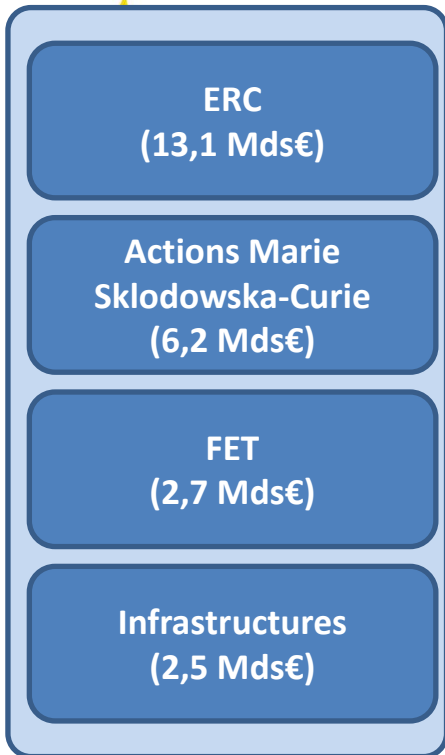 ERC
(13,1 Mds€)
Actions Marie
Sklodowska-Curie
(6,2 Mds€)
FET
(2,7 Mds€)
Infrastructures
(2,5 Mds€)